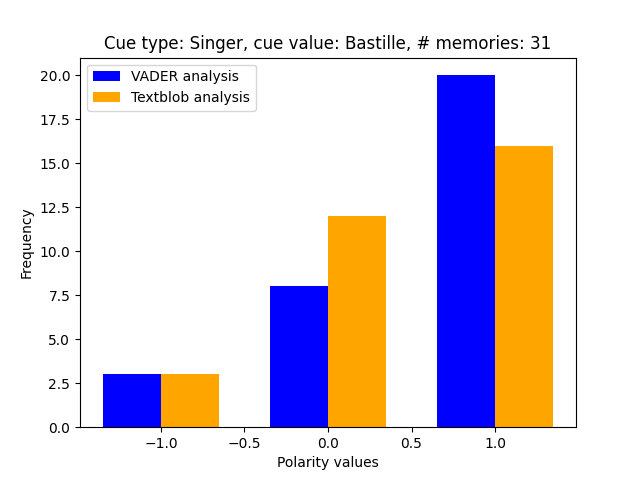 Cue type: Singer, cue value: Bastille, # memories: 31
VADER analysis
Textblob analysis
Frequency
20.0
17.5
15.0
12.5
10.0
7.5
5.0
2.5
0.0
−1.0 −0.5 0.0 0.5 1.0
Polarity values